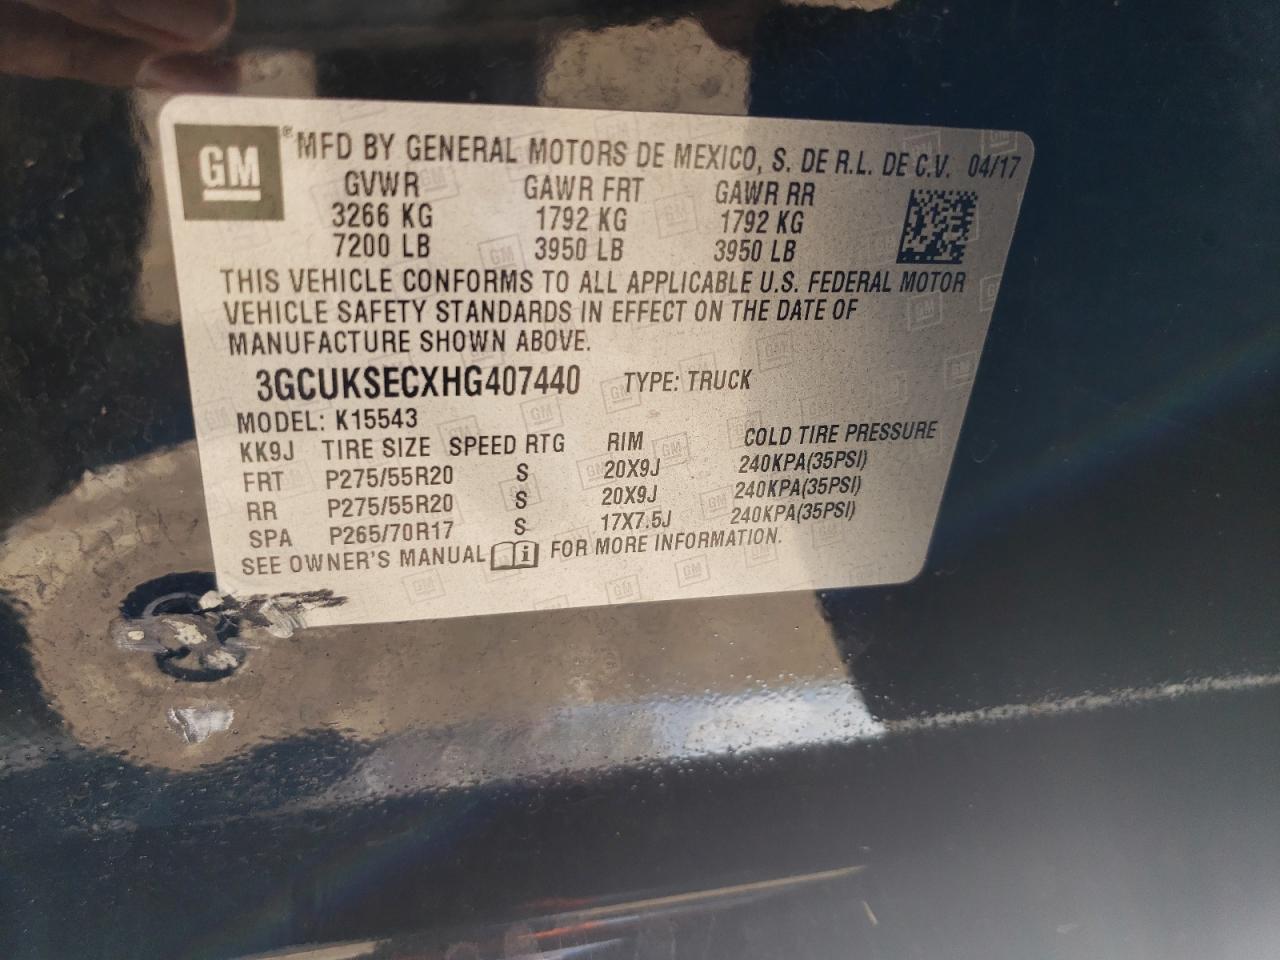 GM ® MFD BY GENERAL MOTORS DE MEXICO, S. DE R.L. DE C.V. 04/17
GVWR GAWR FRT GAWR RR
3266 KG 1792 KG 1792 KG
7200 LB 3950 LB 3950 LB
THIS VEHICLE CONFORMS TO ALL APPLICABLE U.S. FEDERAL MOTOR
VEHICLE SAFETY STANDARDS IN EFFECT ON THE DATE OF
MANUFACTURE SHOWN ABOVE.
3GCUKSECXHG407440 TYPE: TRUCK
MODEL: K15543
KK9J TIRE SIZE SPEED RTG RIM COLD TIRE PRESSURE
FRT P275/55R20 S 20X9J 240KPA(35PSI)
RR P275/55R20 S 20X9J 240KPA(35PSI)
SPA P265/70R17 S 17X7.5J 240KPA(35PSI)
SEE OWNER'S MANUAL i FOR MORE INFORMATION.